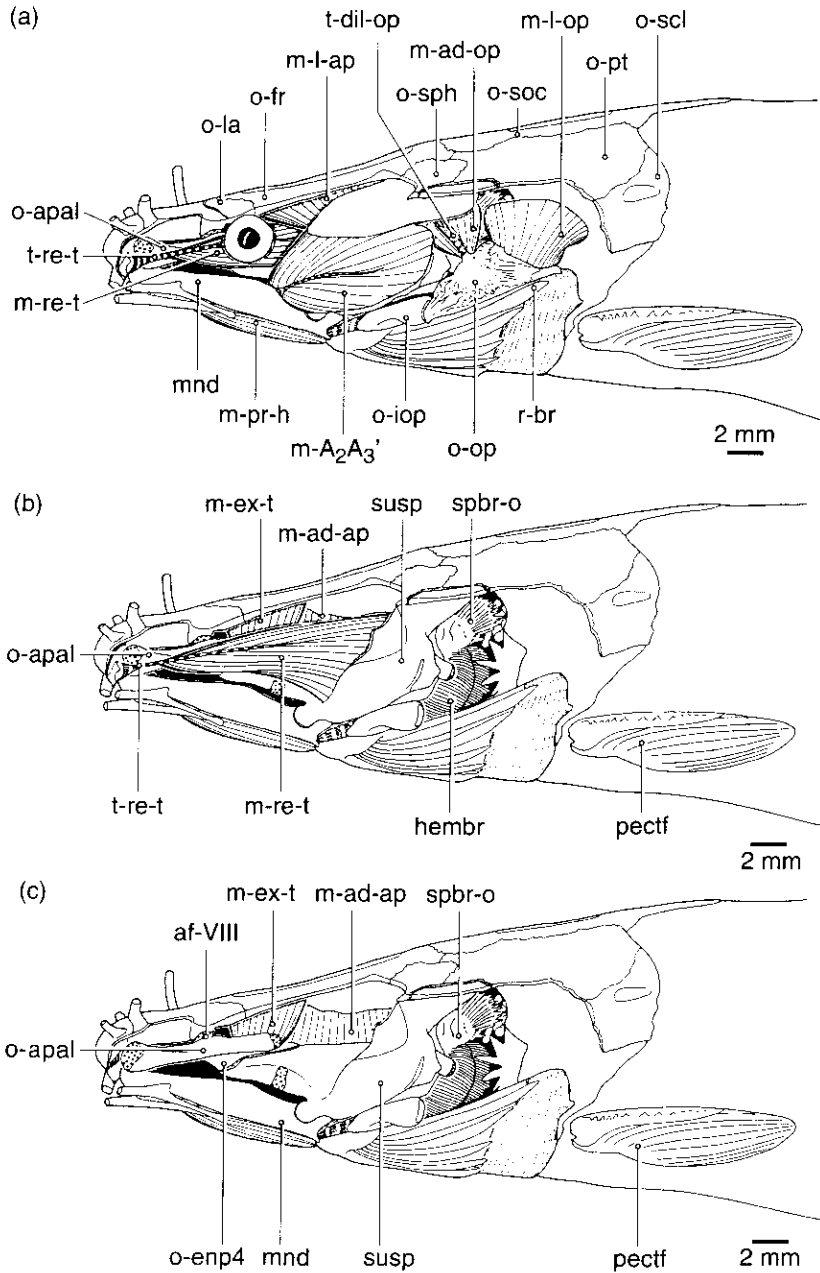 (a)
t-dil-op
m-l-op
o-scl
m-ad-op
m-l-ap
o-pt
o-fr
o-sph
o-soc
o-la
o-apal
t-re-t
m-re-t
mnd
m-pr-h
o-iop
r-br
m-A2A3'
o-op
2 mm
(b)
m-ex-t
susp
spbr-o
m-ad-ap
o-apal
t-re-t
m-re-t
hembr
pectf
2 mm
(c)
m-ex-t
m-ad-ap
spbr-o
af-VIII
o-apal
o-enp4
mnd
susp
pectf
2 mm